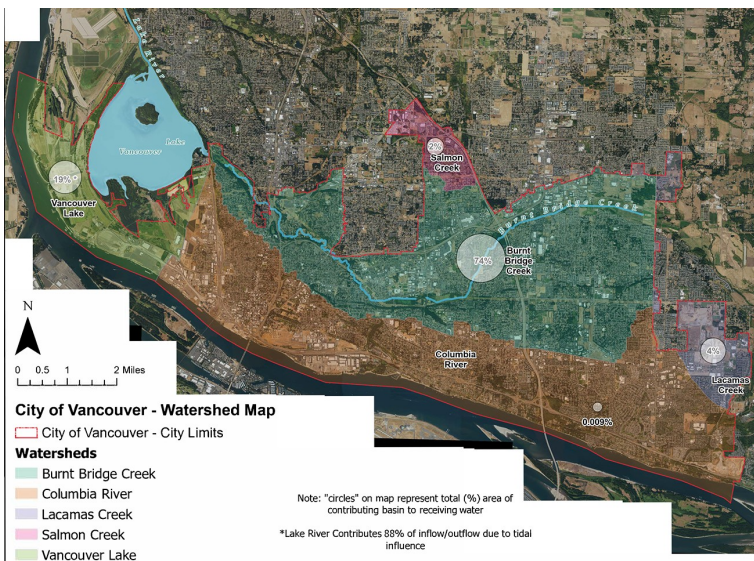 Lake River
Vancouver Lake
19%*
Vancouver
Lake
2%
Salmon
Creek
Burnt Bridge Creek
74%
Burnt
Bridge
Creek
Columbia
River
4%
Lacamas
Creek
0.009%
N
0 0.5 1 2 Miles
City of Vancouver - Watershed Map
City of Vancouver - City Limits
Watersheds
Burnt Bridge Creek
Columbia River
Lacamas Creek
Salmon Creek
Vancouver Lake
Note: "circles" on map represent total (%) area of
contributing basin to receiving water
*Lake River Contributes 88% of inflow/outflow due to tidal
influence